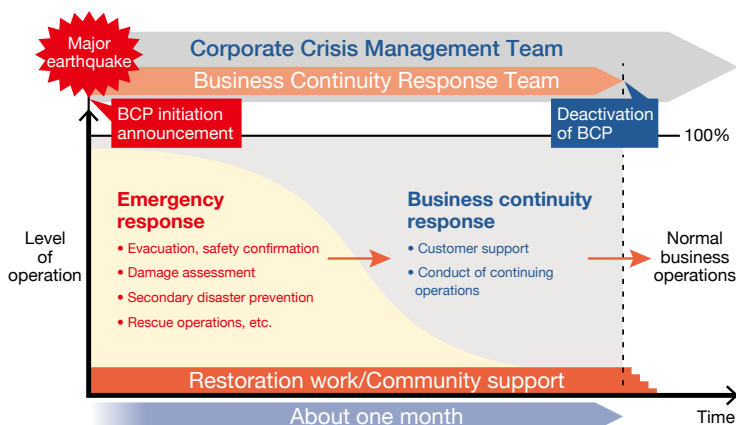 Major
earthquake
Corporate Crisis Management Team
Business Continuity Response Team
BCP initiation
announcement
Deactivation
of BCP
100%
Level
of
operation
Emergency
response
• Evacuation, safety confirmation
• Damage assessment
• Secondary disaster prevention
• Rescue operations, etc.
Business continuity
response
• Customer support
• Conduct of continuing
operations
Normal
business
operations
Restoration work/Community support
About one month
Time